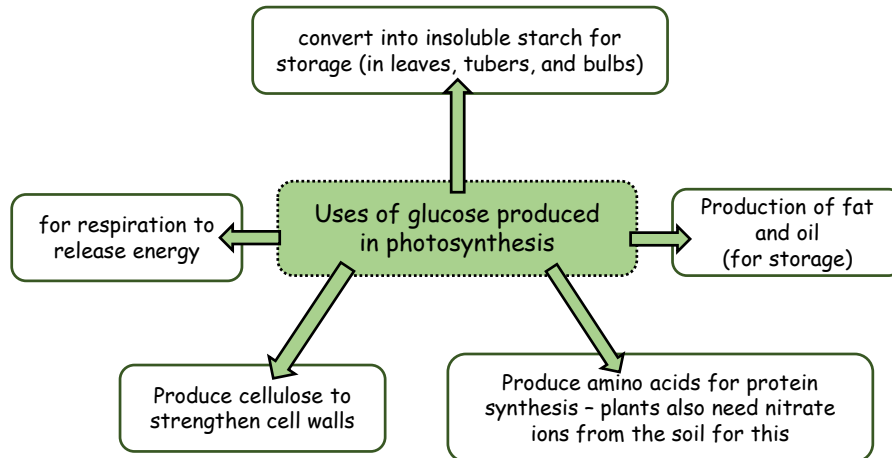 convert into insoluble starch for
storage (in leaves, tubers, and bulbs)
Uses of glucose produced
in photosynthesis
for respiration to
release energy
Production of fat
and oil
(for storage)
Produce cellulose to
strengthen cell walls
Produce amino acids for protein
synthesis – plants also need nitrate
ions from the soil for this